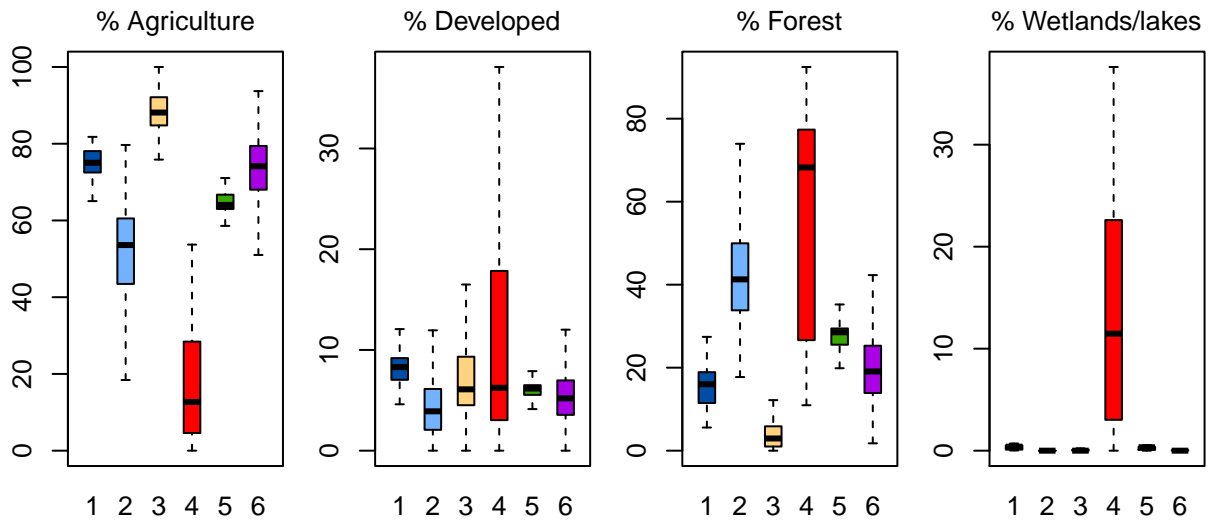 % Agriculture
0 20 40 60 80 100
1 2 3 4 5 6
% Developed
0 10 20 30
1 2 3 4 5 6
% Forest
0 20 40 60 80
1 2 3 4 5 6
% Wetlands/lakes
0 10 20 30
1 2 3 4 5 6